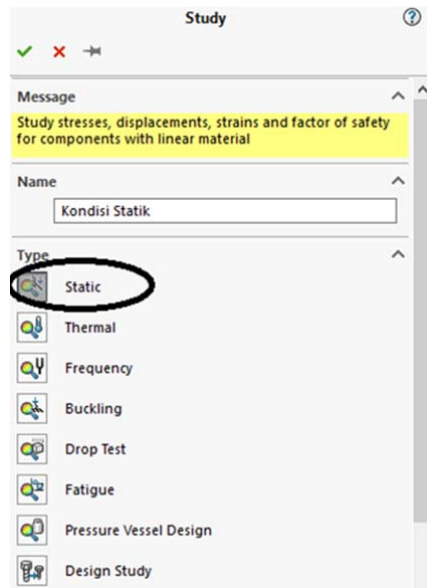 Study
Message
Study stresses, displacements, strains and factor of safety
for components with linear material
Name
Kondisi Statik
Type
Static
Thermal
Frequency
Buckling
Drop Test
Fatigue
Pressure Vessel Design
Design Study